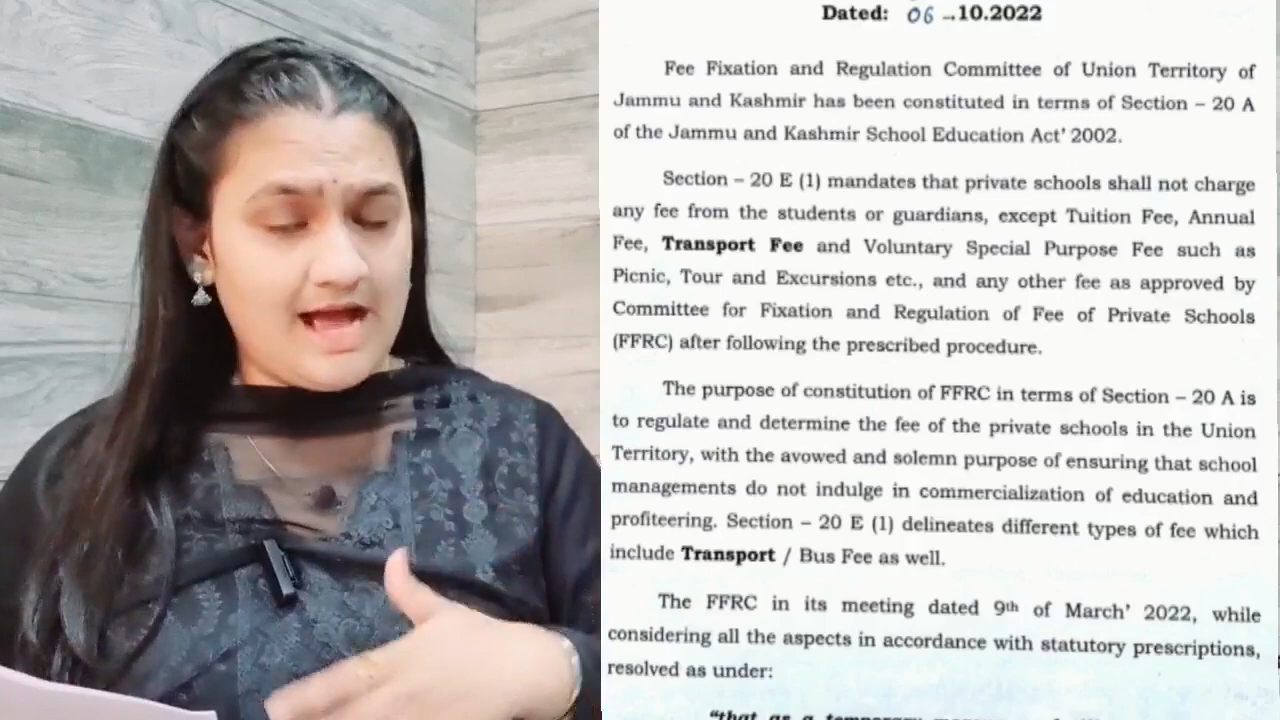 Dated: 06 -10.2022
Fee Fixation and Regulation Committee of Union Territory of
Jammu and Kashmir has been constituted in terms of Section – 20 A
of the Jammu and Kashmir School Education Act' 2002.
Section – 20 E (1) mandates that private schools shall not charge
any fee from the students or guardians, except Tuition Fee, Annual
Fee, Transport Fee and Voluntary Special Purpose Fee such as
Picnic, Tour and Excursions etc., and any other fee as approved by
Committee for Fixation and Regulation of Fee of Private Schools
(FFRC) after following the prescribed procedure.
The purpose of constitution of FFRC in terms of Section – 20 A is
to regulate and determine the fee of the private schools in the Union
Territory, with the avowed and solemn purpose of ensuring that school
managements do not indulge in commercialization of education and
profiteering. Section – 20 E (1) delineates different types of fee which
include Transport / Bus Fee as well.
The FFRC in its meeting dated 9th of March' 2022, while
considering all the aspects in accordance with statutory prescriptions,
resolved as under:
"that as a temporary